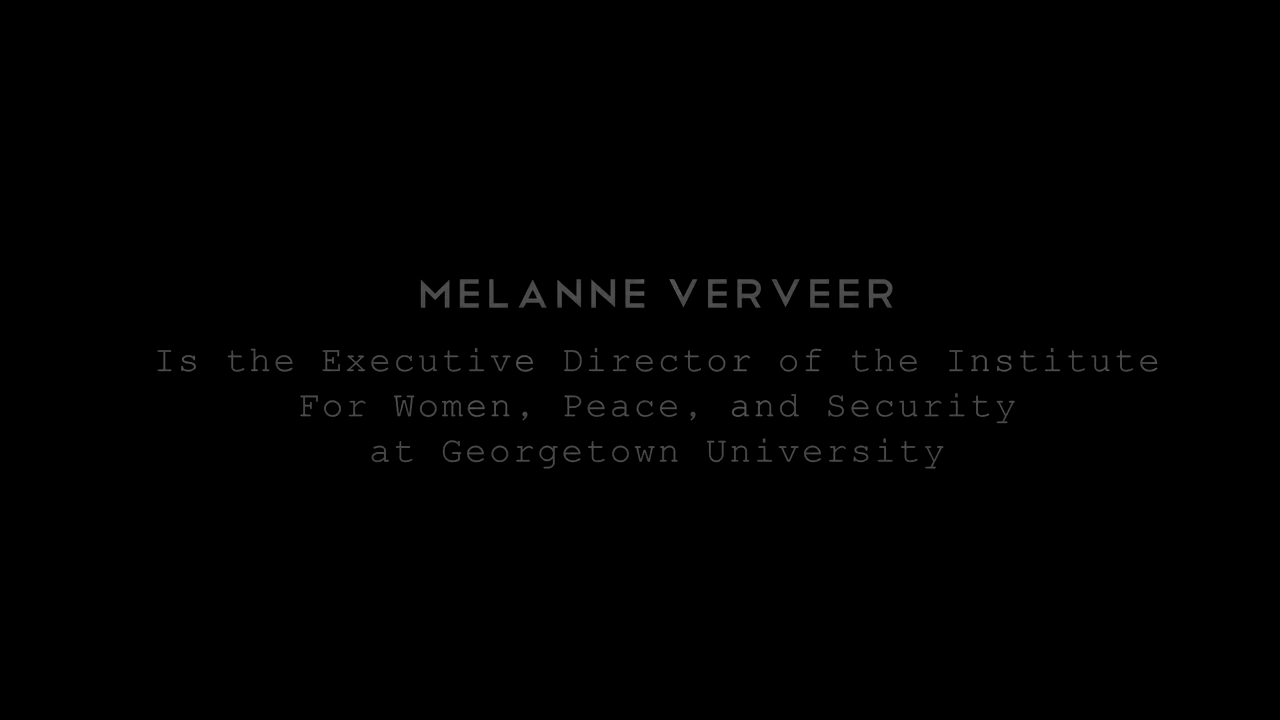 MELANNE VERVEER
Is the Executive Director of the Institute
For Women, Peace, and Security
at Georgetown University